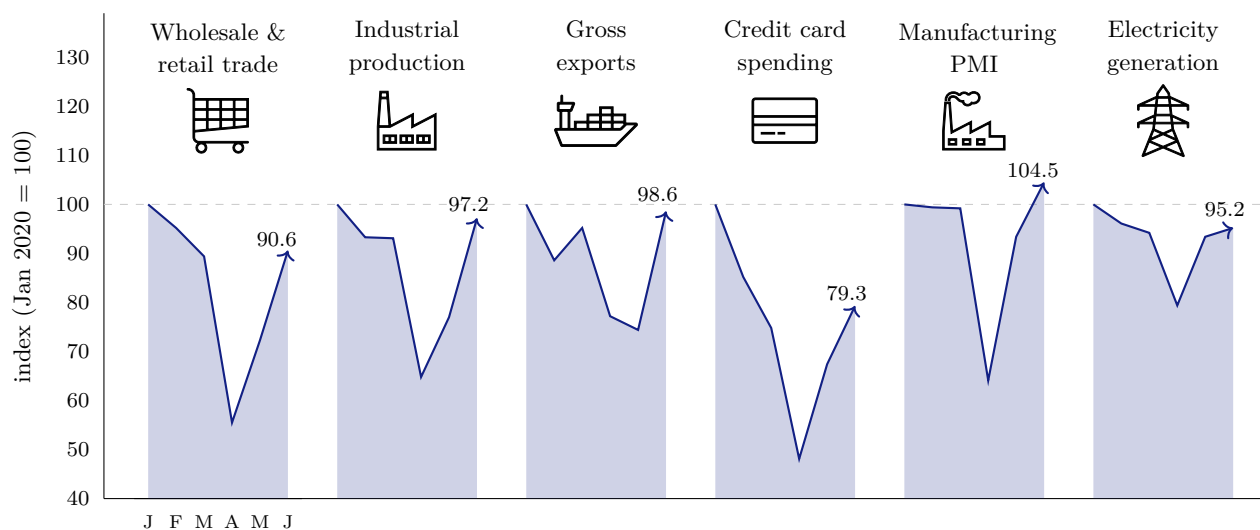 Wholesale &
retail trade
Industrial
production
Gross
exports
Credit card
spending
Manufacturing
PMI
Electricity
generation
index (Jan 2020 = 100)
130
120
110
100
90
80
70
60
50
40
90.6
97.2
98.6
79.3
104.5
95.2
J F M A M J